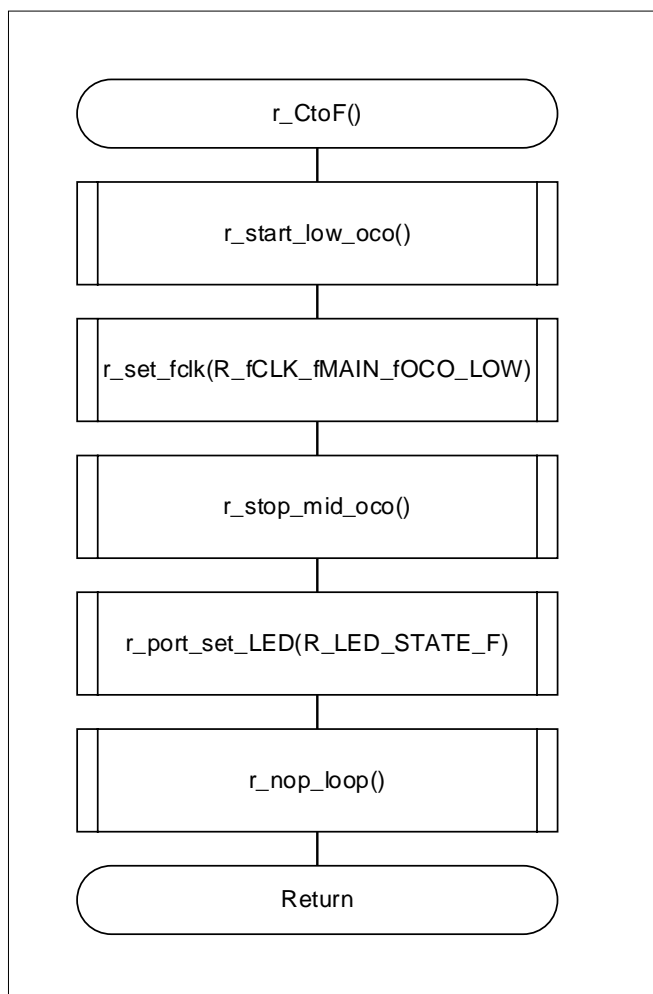 r_CtoF()
r_start_low_oco()
r_set_fclk(R_fCLK_fMAIN_fOCO_LOW)
r_stop_mid_oco()
r_port_set_LED(R_LED_STATE_F)
r_nop_loop()
Return